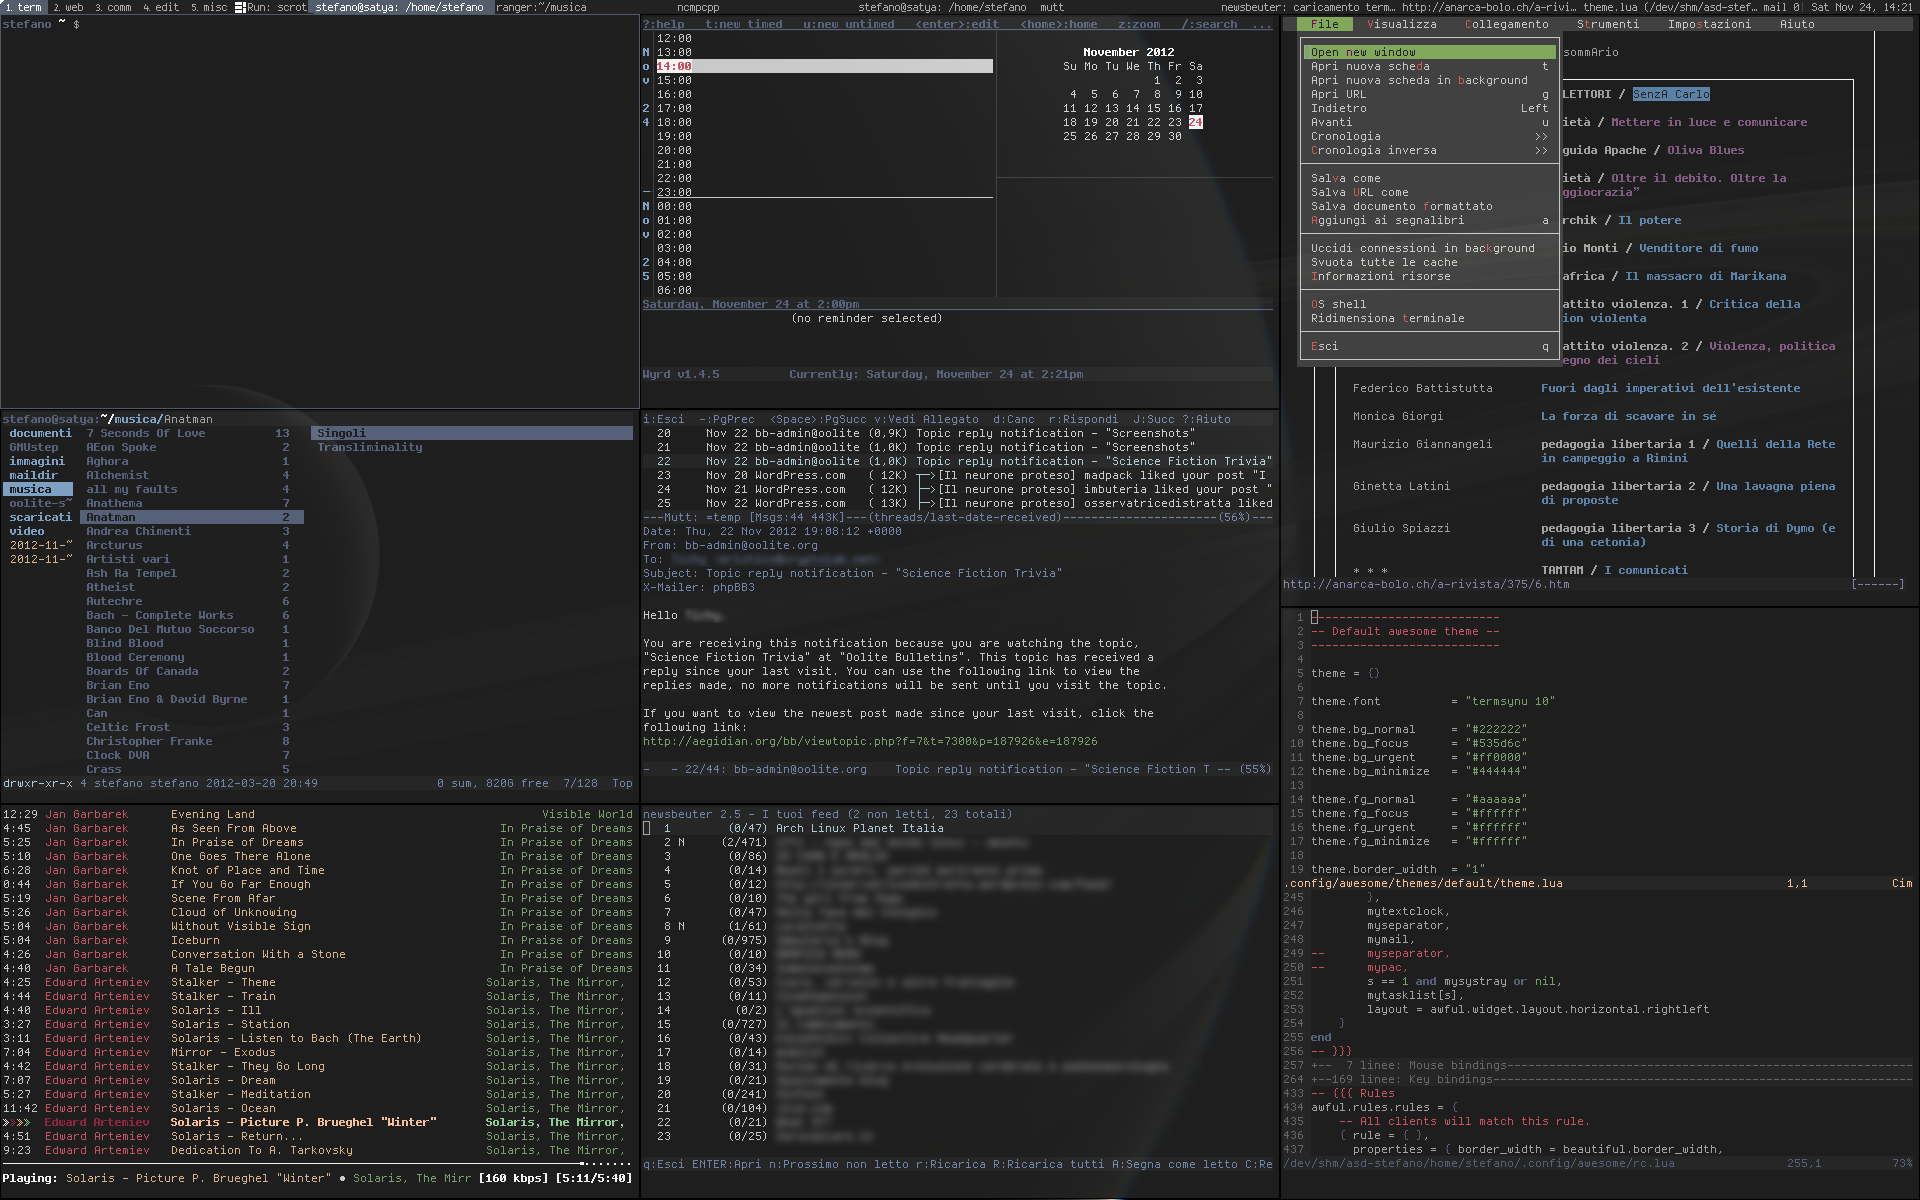 1. term  2. web  3. comm  4. edit  5. misc  Run: scrot  stefano@satya: /home/stefano  ranger:~/musica  ncmpcpp  stefano@satya: /home/stefano  mutt  newsbeuter: caricamento term… http://anarca-bolo.ch/a-rivi… theme.lua (/dev/shm/asd-stef… mail 0  Sat Nov 24, 14:21
stefano ~ $
?:help  t:new timed  u:new untimed  <enter>:edit  <home>:home  z:zoom  /:search  ...
Nov 24
12:00
13:00
14:00
15:00
16:00
17:00
18:00
19:00
20:00
21:00
22:00
23:00
Nov 25
00:00
01:00
02:00
03:00
04:00
05:00
06:00
November 2012
Su Mo Tu We Th Fr Sa
1 2 3
4 5 6 7 8 9 10
11 12 13 14 15 16 17
18 19 20 21 22 23 24
25 26 27 28 29 30
Saturday, November 24 at 2:00pm
(no reminder selected)
Wyrd v1.4.5  Currently: Saturday, November 24 at 2:21pm
File  Visualizza  Collegamento  Strumenti  Impostazioni  Aiuto
Open new window
Apri nuova scheda t
Apri nuova scheda in background
Apri URL g
Indietro Left
Avanti u
Cronologia >>
Cronologia inversa >>
Salva come
Salva URL come
Salva documento formattato
Aggiungi ai segnalibri a
Uccidi connessioni in background
Svuota tutte le cache
Informazioni risorse
OS shell
Ridimensiona terminale
Esci q
sommArio
LETTORI / SenzA Carlo
ietà / Mettere in luce e comunicare
guida Apache / Oliva Blues
ietà / Oltre il debito. Oltre la
ggiocrazia”
rchik / Il potere
io Monti / Venditore di fumo
africa / Il massacro di Marikana
attito violenza. 1 / Critica della
ion violenta
attito violenza. 2 / Violenza, politica
egno dei cieli
Federico Battistutta  Fuori dagli imperativi dell'esistente
Monica Giorgi  La forza di scavare in sé
Maurizio Giannangeli  pedagogia libertaria 1 / Quelli della Rete
in campeggio a Rimini
Ginetta Latini  pedagogia libertaria 2 / Una lavagna piena
di proposte
Giulio Spiazzi  pedagogia libertaria 3 / Storia di Dymo (e
di una cetonia)
* * *  TAMTAM / I comunicati
http://anarca-bolo.ch/a-rivista/375/6.htm  [------]
stefano@satya:~/musica/Anatman
documenti
GNUstep
immagini
maildir
musica
oolite-s~
scaricati
video
2012-11-~
2012-11-~
7 Seconds Of Love 13
AEon Spoke 2
Aghora 1
Alchemist 4
all my faults 4
Anathema 7
Anatman 2
Andrea Chimenti 3
Arcturus 4
Artisti vari 1
Ash Ra Tempel 2
Atheist 2
Autechre 6
Bach - Complete Works 6
Banco Del Mutuo Soccorso 1
Blind Blood 1
Blood Ceremony 1
Boards Of Canada 2
Brian Eno 7
Brian Eno & David Byrne 1
Can 1
Celtic Frost 3
Christopher Franke 8
Clock DVA 7
Crass 5
Singoli
Transliminality
drwxr-xr-x 4 stefano stefano 2012-03-20 20:49  0 sum, 820G free  7/128  Top
i:Esci  -:PgPrec  <Space>:PgSucc v:Vedi Allegato  d:Canc  r:Rispondi  J:Succ ?:Aiuto
20  Nov 22 bb-admin@oolite (0,9K) Topic reply notification - "Screenshots"
21  Nov 22 bb-admin@oolite (1,0K) Topic reply notification - "Screenshots"
22  Nov 22 bb-admin@oolite (1,0K) Topic reply notification - "Science Fiction Trivia"
23  Nov 20 WordPress.com ( 12K) ┬─>[Il neurone proteso] madpack liked your post "I
24  Nov 21 WordPress.com ( 12K) ├─>[Il neurone proteso] imbuteria liked your post "
25  Nov 22 WordPress.com ( 13K) ├─>[Il neurone proteso] osservatricedistratta liked
---Mutt: =temp [Msgs:44 443K]---(threads/last-date-received)----------------------(56%)---
Date: Thu, 22 Nov 2012 19:08:12 +0000
From: bb-admin@oolite.org
To:
Subject: Topic reply notification - "Science Fiction Trivia"
X-Mailer: phpBB3
Hello
You are receiving this notification because you are watching the topic,
"Science Fiction Trivia" at "Oolite Bulletins". This topic has received a
reply since your last visit. You can use the following link to view the
replies made, no more notifications will be sent until you visit the topic.
If you want to view the newest post made since your last visit, click the
following link:
http://aegidian.org/bb/viewtopic.php?f=7&t=7300&p=187926&e=187926
-   - 22/44: bb-admin@oolite.org    Topic reply notification - "Science Fiction T -- (55%)
1 -------------------------
2 -- Default awesome theme --
3 -------------------------
4
5 theme = {}
6
7 theme.font = "termsynu 10"
8
9 theme.bg_normal = "#222222"
10 theme.bg_focus = "#535d6c"
11 theme.bg_urgent = "#ff0000"
12 theme.bg_minimize = "#444444"
13
14 theme.fg_normal = "#aaaaaa"
15 theme.fg_focus = "#ffffff"
16 theme.fg_urgent = "#ffffff"
17 theme.fg_minimize = "#ffffff"
18
19 theme.border_width = "1"
.config/awesome/themes/default/theme.lua  1,1  Cim
245 },
246 mytextclock,
247 myseparator,
248 mymail,
249 -- myseparator,
250 -- mypac,
251 s == 1 and mysystray or nil,
252 mytasklist[s],
253 layout = awful.widget.layout.horizontal.rightleft
254 }
255 end
256 -- }}}
257 +--  7 linee: Mouse bindings----------
264 +--169 linee: Key bindings----------
433 -- {{{ Rules
434 awful.rules.rules = {
435 -- All clients will match this rule.
436 { rule = { },
437 properties = { border_width = beautiful.border_width,
/dev/shm/asd-stefano/home/stefano/.config/awesome/rc.lua  255,1  73%
12:29 Jan Garbarek  Evening Land  Visible World
4:45 Jan Garbarek  As Seen From Above  In Praise of Dreams
5:25 Jan Garbarek  In Praise of Dreams  In Praise of Dreams
5:10 Jan Garbarek  One Goes There Alone  In Praise of Dreams
6:28 Jan Garbarek  Knot of Place and Time  In Praise of Dreams
0:44 Jan Garbarek  If You Go Far Enough  In Praise of Dreams
5:19 Jan Garbarek  Scene From Afar  In Praise of Dreams
5:26 Jan Garbarek  Cloud of Unknowing  In Praise of Dreams
5:04 Jan Garbarek  Without Visible Sign  In Praise of Dreams
5:04 Jan Garbarek  Iceburn  In Praise of Dreams
4:26 Jan Garbarek  Conversation With a Stone  In Praise of Dreams
4:40 Jan Garbarek  A Tale Begun  In Praise of Dreams
4:25 Edward Artemiev  Stalker - Theme  Solaris, The Mirror,
4:44 Edward Artemiev  Stalker - Train  Solaris, The Mirror,
4:40 Edward Artemiev  Solaris - Ill  Solaris, The Mirror,
3:27 Edward Artemiev  Solaris - Station  Solaris, The Mirror,
3:11 Edward Artemiev  Solaris - Listen to Bach (The Earth)  Solaris, The Mirror,
7:04 Edward Artemiev  Mirror - Exodus  Solaris, The Mirror,
4:42 Edward Artemiev  Stalker - They Go Long  Solaris, The Mirror,
7:07 Edward Artemiev  Solaris - Dream  Solaris, The Mirror,
5:27 Edward Artemiev  Stalker - Meditation  Solaris, The Mirror,
11:42 Edward Artemiev  Solaris - Ocean  Solaris, The Mirror,
»»» Edward Artemiev  Solaris - Picture P. Brueghel "Winter"  Solaris, The Mirror,
4:51 Edward Artemiev  Solaris - Return...  Solaris, The Mirror,
9:23 Edward Artemiev  Dedication To A. Tarkovsky  Solaris, The Mirror,
Playing: Solaris - Picture P. Brueghel "Winter" ● Solaris, The Mirr [160 kbps] [5:11/5:40]
newsbeuter 2.5 - I tuoi feed (2 non letti, 23 totali)
1 (0/47) Arch Linux Planet Italia
2 N (2/471)
3 (0/86)
4 (0/14)
5 (0/12)
6 (0/10)
7 (0/47)
8 N (1/61)
9 (0/975)
10 (0/10)
11 (0/34)
12 (0/53)
13 (0/11)
14 (0/2)
15 (0/727)
16 (0/43)
17 (0/14)
18 (0/31)
19 (0/21)
20 (0/241)
21 (0/104)
22 (0/21)
23 (0/25)
q:Esci ENTER:Apri n:Prossimo non letto r:Ricarica R:Ricarica tutti A:Segna come letto C:Re